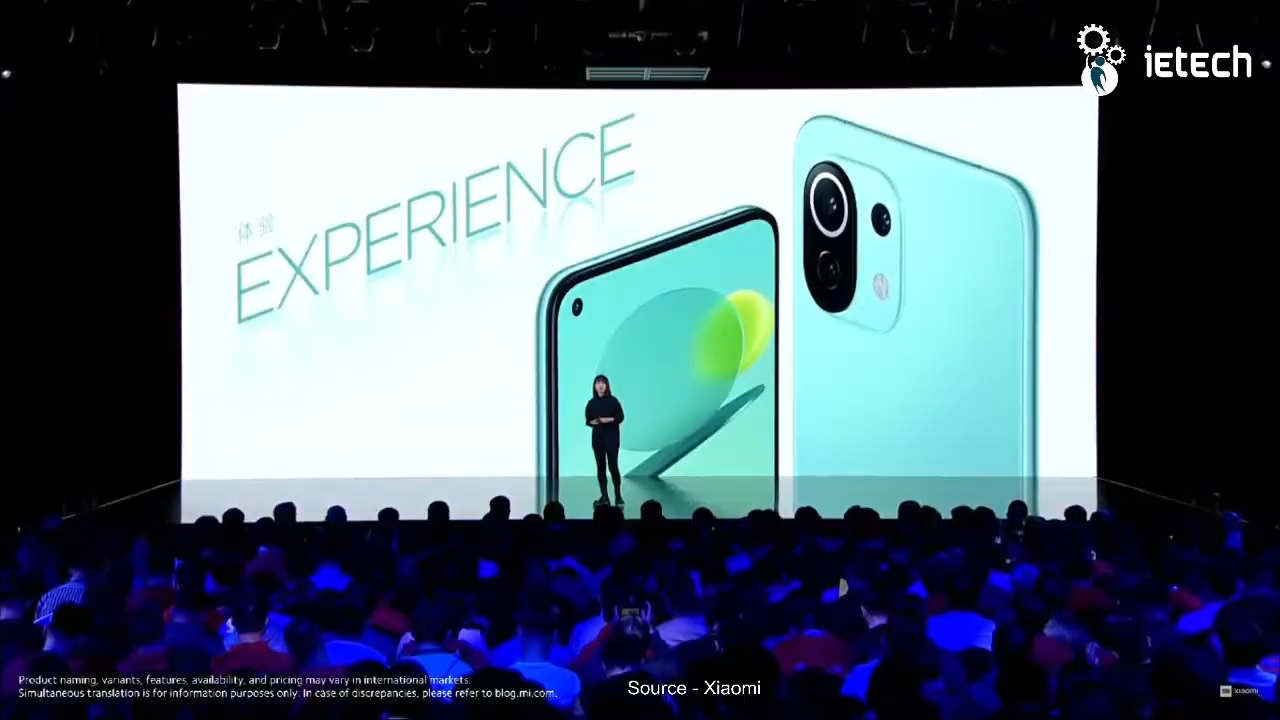 ietech
体验
EXPERIENCE
Product naming, variants, features, availability, and pricing may vary in international markets.
Simultaneous translation is for information purposes only. In case of discrepancies, please refer to blog.mi.com.
Source - Xiaomi
mi xiaomi